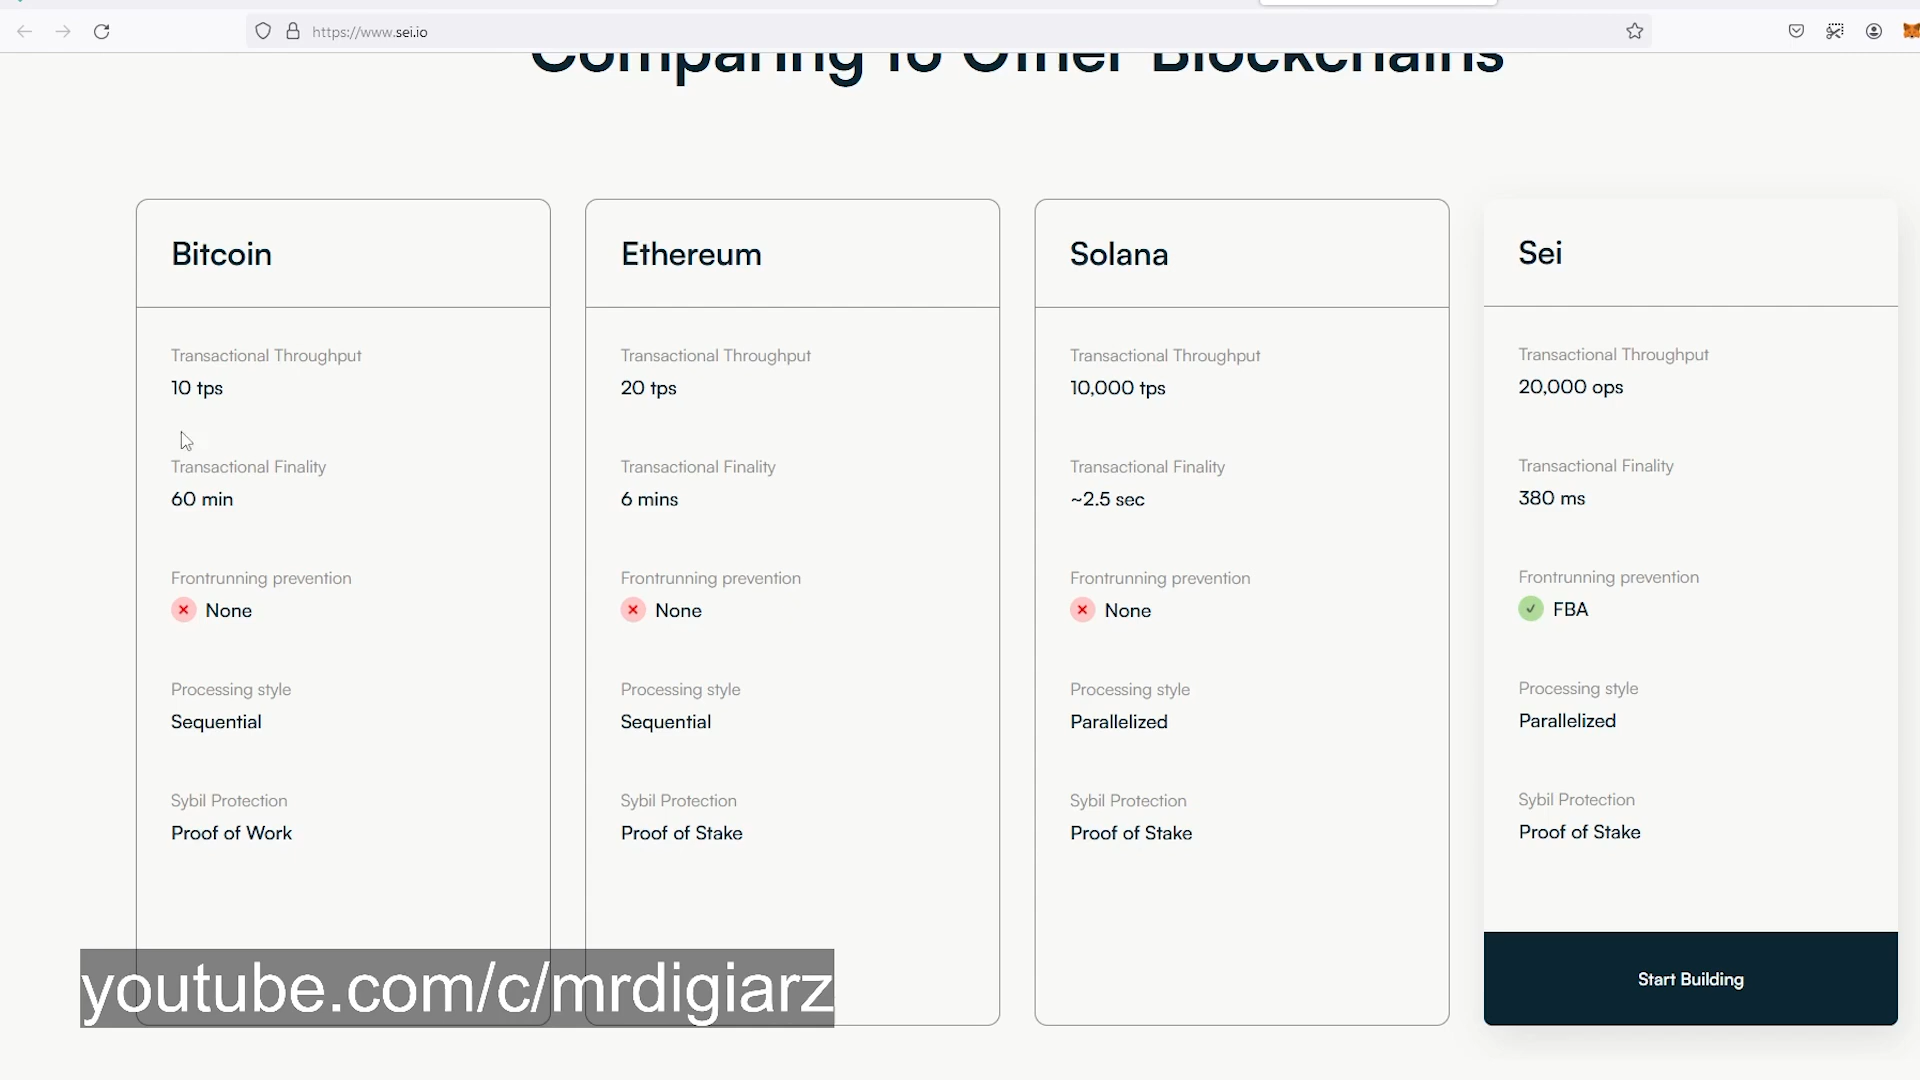 https://www.sei.io
Comparing to Other Blockchains
Bitcoin
Transactional Throughput
10 tps
Transactional Finality
60 min
Frontrunning prevention
None
Processing style
Sequential
Sybil Protection
Proof of Work
Ethereum
Transactional Throughput
20 tps
Transactional Finality
6 mins
Frontrunning prevention
None
Processing style
Sequential
Sybil Protection
Proof of Stake
Solana
Transactional Throughput
10,000 tps
Transactional Finality
~2.5 sec
Frontrunning prevention
None
Processing style
Parallelized
Sybil Protection
Proof of Stake
Sei
Transactional Throughput
20,000 ops
Transactional Finality
380 ms
Frontrunning prevention
FBA
Processing style
Parallelized
Sybil Protection
Proof of Stake
Start Building
youtube.com/c/mrdigiarz